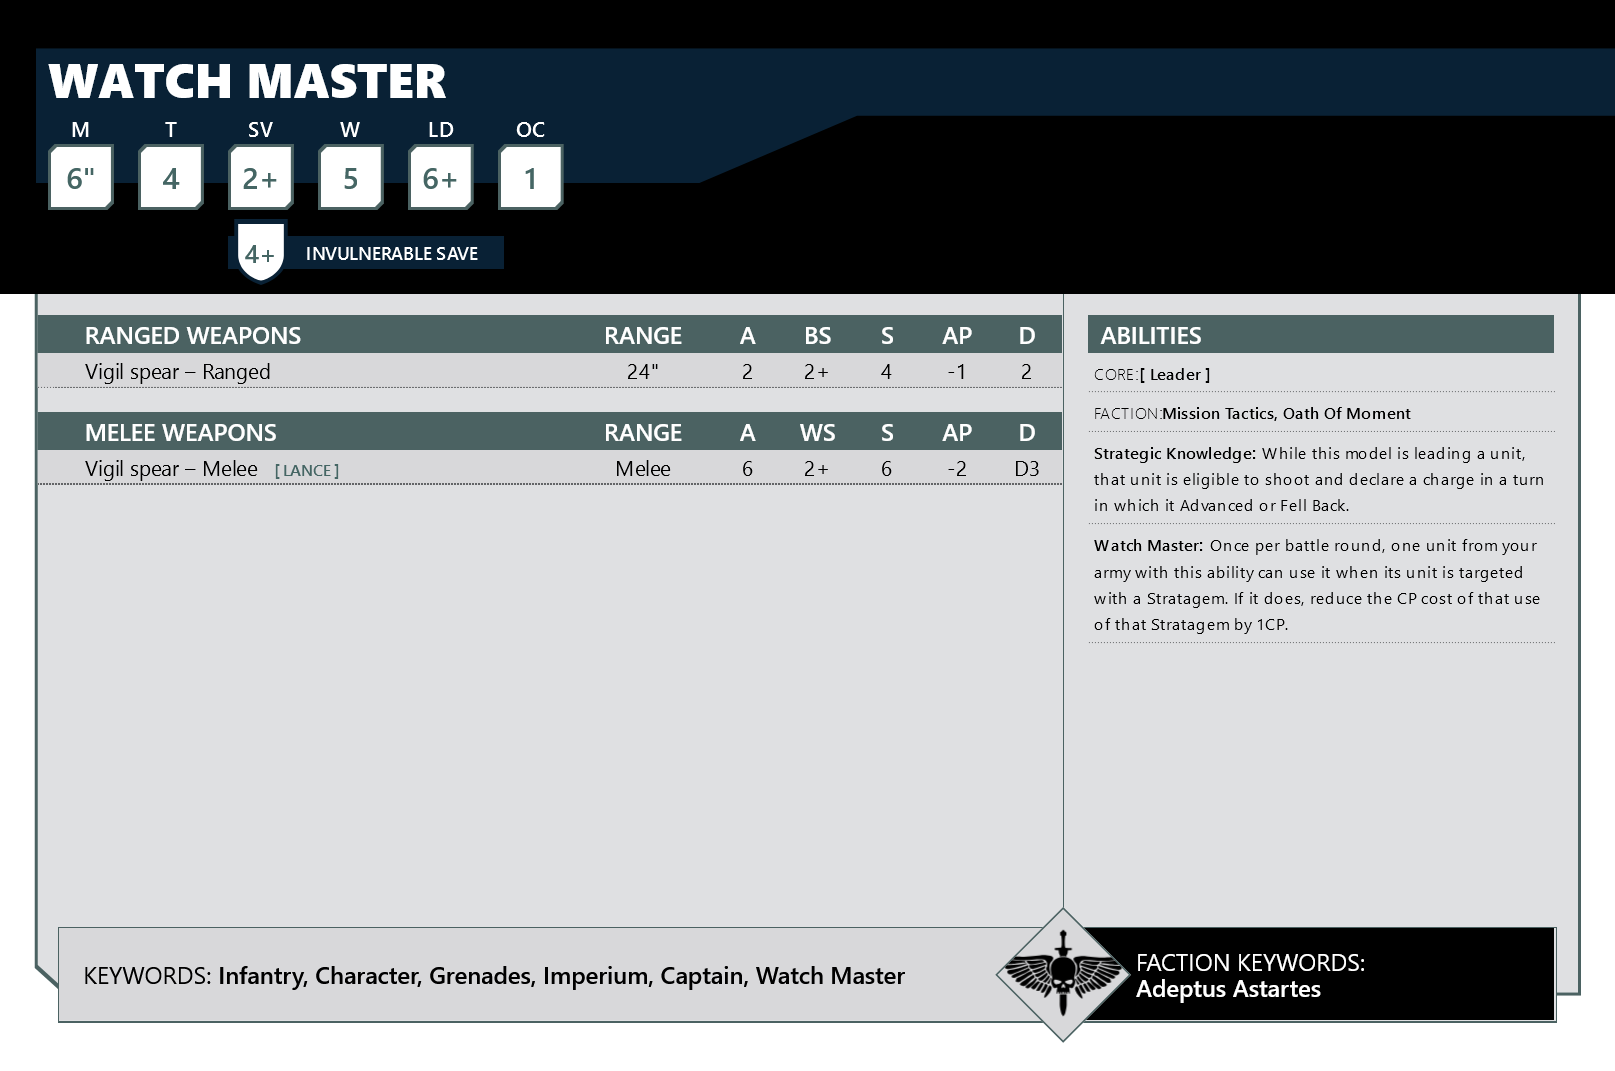 WATCH MASTER
M T SV W LD OC
6" 4 2+ 5 6+ 1
4+ INVULNERABLE SAVE
RANGED WEAPONS RANGE A BS S AP D
Vigil spear – Ranged 24" 2 2+ 4 -1 2
MELEE WEAPONS RANGE A WS S AP D
Vigil spear – Melee [ LANCE ] Melee 6 2+ 6 -2 D3
ABILITIES
CORE:[ Leader ]
FACTION:Mission Tactics, Oath Of Moment
Strategic Knowledge: While this model is leading a unit,
that unit is eligible to shoot and declare a charge in a turn
in which it Advanced or Fell Back.
Watch Master: Once per battle round, one unit from your
army with this ability can use it when its unit is targeted
with a Stratagem. If it does, reduce the CP cost of that use
of that Stratagem by 1CP.
KEYWORDS: Infantry, Character, Grenades, Imperium, Captain, Watch Master
FACTION KEYWORDS:
Adeptus Astartes